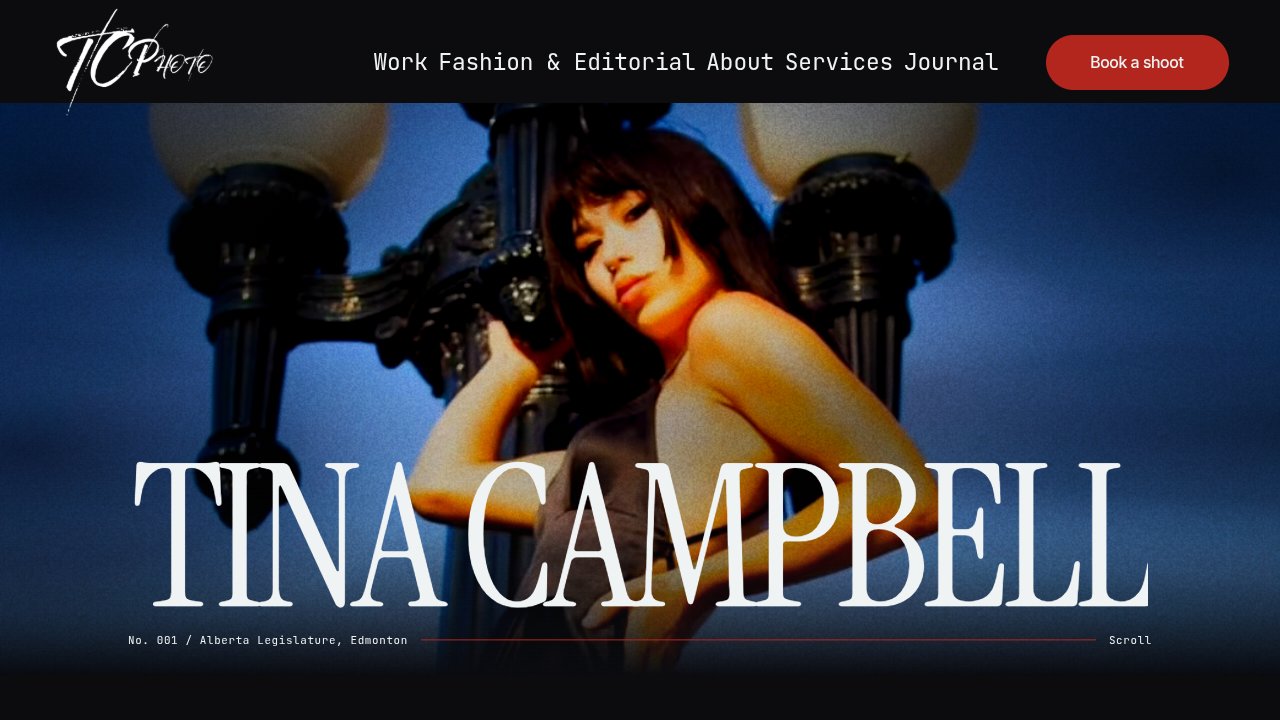 TCPHOTO
Work Fashion & Editorial About Services Journal
Book a shoot
TINA CAMPBELL
No. 001 / Alberta Legislature, Edmonton
Scroll